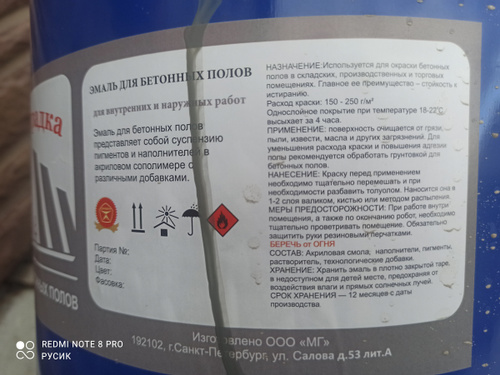 ЭМАЛЬ ДЛЯ БЕТОННЫХ ПОЛОВ
для внутренних и наружных работ
Эмаль для бетонных полов
представляет собой суспензию
пигментов и наполнителей в
акриловом сополимере с
различными добавками.
Партия №:
Дата:
Цвет:
Фасовка:
НАЗНАЧЕНИЕ:Используется для окраски бетонных
полов в складских, производственных и торговых
помещениях. Главное ее преимущество – стойкость к
истиранию.
Расход краски: 150 - 250 г/м²
Однослойное покрытие при температуре 18-22°С
высыхает за 4 часа.
ПРИМЕНЕНИЕ: поверхность очищается от грязи,
пыли, извести, масла и других загрязнений. Для
уменьшения расхода краски и повышения адгезии
полы рекомендуется обработать грунтовкой для
бетонных полов.
НАНЕСЕНИЕ: Краску перед применением
необходимо тщательно перемешать и при
необходимости разбавить толуолом. Наносится она в
1-2 слоя валиком, кистью или методом распыления.
МЕРЫ ПРЕДОСТОРОЖНОСТИ: При работе внутри
помещения, а также по окончанию работ, необходимо
тщательно проветривать помещение. Обязательно
защитить руки резиновыми перчатками.
БЕРЕЧЬ от ОГНЯ
СОСТАВ: Акриловая смола, наполнители, пигменты,
растворитель, технологические добавки.
ХРАНЕНИЕ: Хранить эмаль в плотно закрытой таре,
в недоступном для детей месте, предохраняя от
воздействия влаги и прямых солнечных лучей.
СРОК ХРАНЕНИЯ — 12 месяцев с даты
производства.
Изготовлено ООО «МГ»
192102, г.Санкт-Петербург, ул. Салова д.53 лит.А
полов
REDMI NOTE 8 PRO
РУСИК